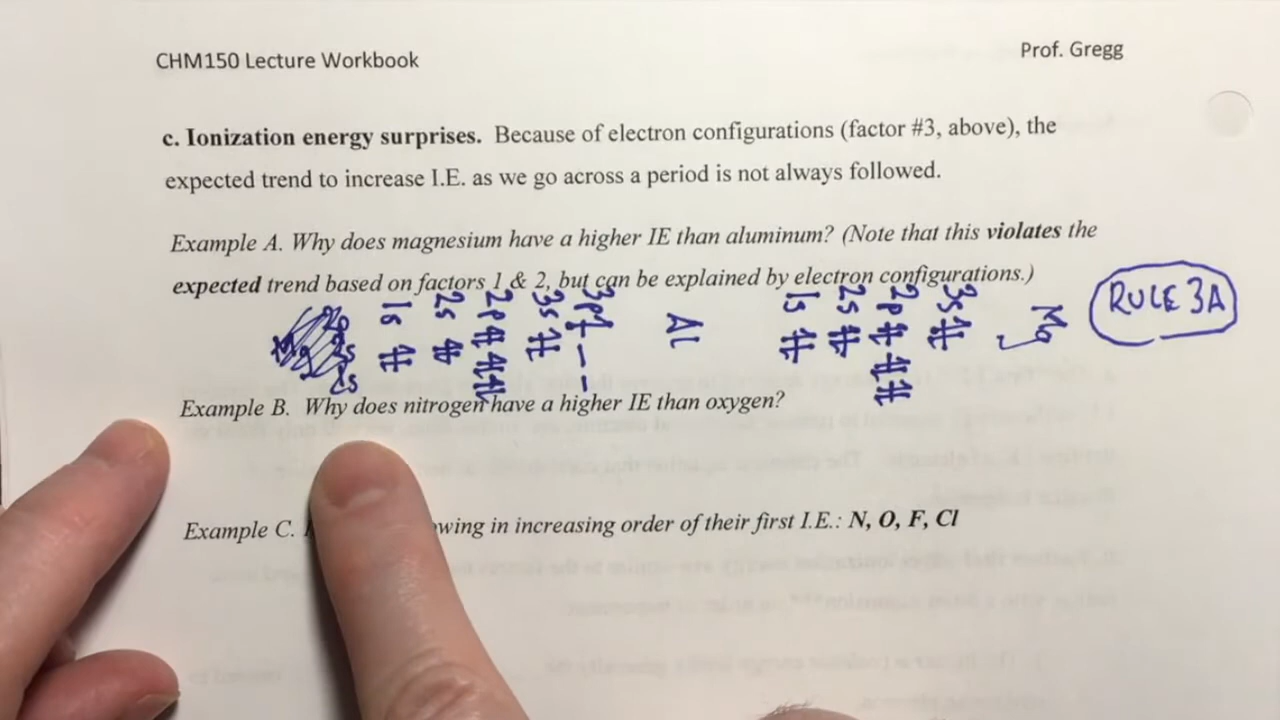 CHM150 Lecture Workbook
Prof. Gregg
c. Ionization energy surprises. Because of electron configurations (factor #3, above), the
expected trend to increase I.E. as we go across a period is not always followed.
Example A. Why does magnesium have a higher IE than aluminum? (Note that this violates the
expected trend based on factors 1 & 2, but can be explained by electron configurations.)
RULE 3A
1s 2s 2p 3s 3p Al
1s 2s 2p 3s Mg
Example B. Why does nitrogen have a higher IE than oxygen?
Example C. wing in increasing order of their first I.E.: N, O, F, Cl